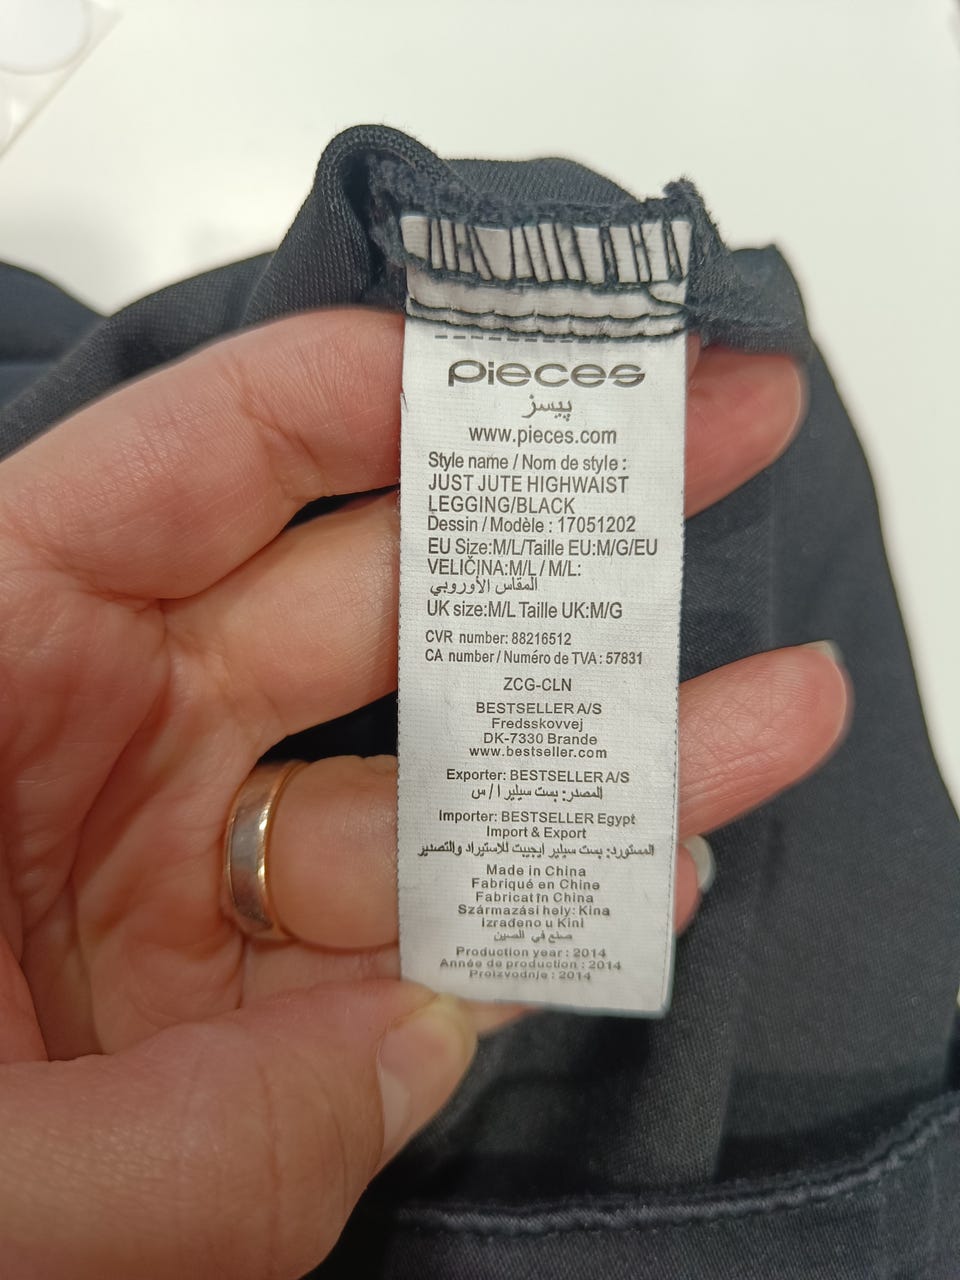 pieces
پيسز
www.pieces.com
Style name / Nom de style :
JUST JUTE HIGHWAIST
LEGGING/BLACK
Dessin / Modèle : 17051202
EU Size:M/L/Taille EU:M/G/EU
VELIČINA:M/L / M/L:
المقاس الأوروبي
UK size:M/L Taille UK:M/G
CVR number: 88216512
CA number / Numéro de TVA : 57831
ZCG-CLN
BESTSELLER A/S
Fredsskovvej
DK-7330 Brande
www.bestseller.com
Exporter: BESTSELLER A/S
المصدر: بست سيلير ا / س
Importer: BESTSELLER Egypt
Import & Export
المستورد: بست سيلير ايجيبت للاستيراد والتصدير
Made in China
Fabriqué en Chine
Fabricat în China
Származási hely: Kína
Izrađeno u Kini
صنع في الصين
Production year : 2014
Année de production : 2014
Proizvodnje : 2014